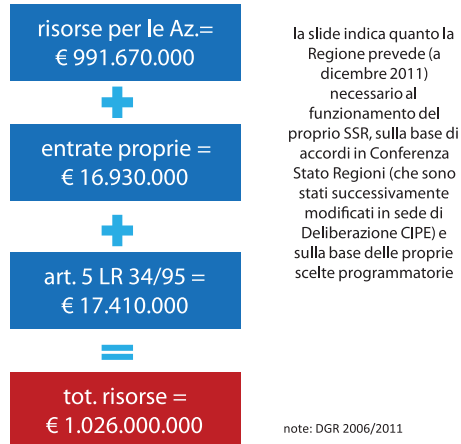 risorse per le Az.=
€ 991.670.000
+
entrate proprie =
€ 16.930.000
+
art. 5 LR 34/95 =
€ 17.410.000
=
tot. risorse =
€ 1.026.000.000
la slide indica quanto la
Regione prevede (a
dicembre 2011)
necessario al
funzionamento del
proprio SSR, sulla base di
accordi in Conferenza
Stato Regioni (che sono
stati successivamente
modificati in sede di
Deliberazione CIPE) e
sulla base delle proprie
scelte programmatorie
note: DGR 2006/2011